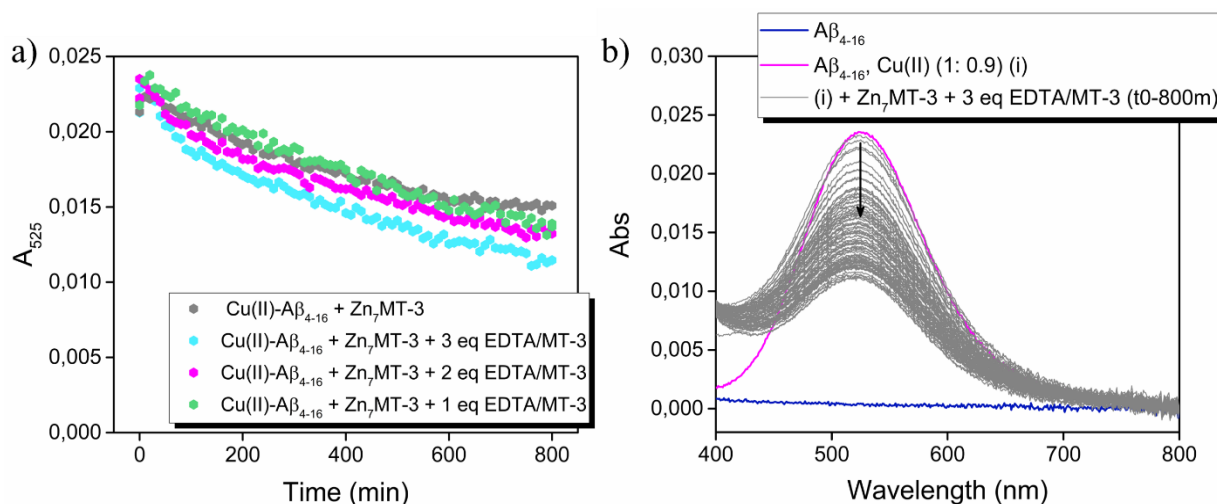 a)
0,025
0,020
0,015
0,010
0,005
0,000
A₅₂₅
0 200 400 600 800
Time (min)
Cu(II)-Aβ₄₋₁₆ + Zn₇MT-3
Cu(II)-Aβ₄₋₁₆ + Zn₇MT-3 + 3 eq EDTA/MT-3
Cu(II)-Aβ₄₋₁₆ + Zn₇MT-3 + 2 eq EDTA/MT-3
Cu(II)-Aβ₄₋₁₆ + Zn₇MT-3 + 1 eq EDTA/MT-3
b)
Aβ₄₋₁₆
Aβ₄₋₁₆, Cu(II) (1: 0.9) (i)
(i) + Zn₇MT-3 + 3 eq EDTA/MT-3 (t0-800m)
0,030
0,025
0,020
0,015
0,010
0,005
0,000
Abs
400 500 600 700 800
Wavelength (nm)